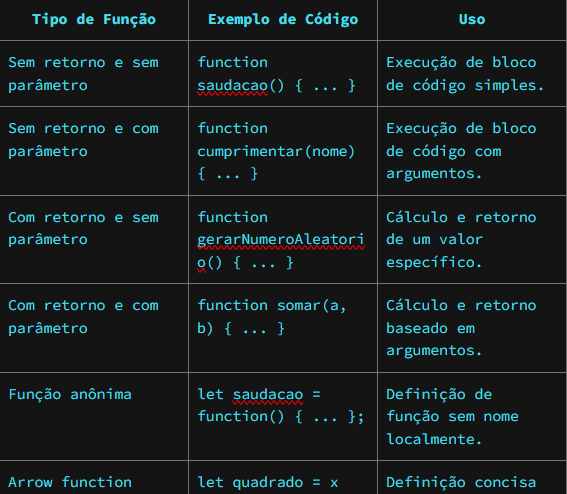 Tipo de Função
Exemplo de Código
Uso
Sem retorno e sem
parâmetro
function
saudacao() { ... }
Execução de bloco
de código simples.
Sem retorno e com
parâmetro
function
cumprimentar(nome)
{ ... }
Execução de bloco
de código com
argumentos.
Com retorno e sem
parâmetro
function
gerarNumeroAleatori
o() { ... }
Cálculo e retorno
de um valor
específico.
Com retorno e com
parâmetro
function somar(a,
b) { ... }
Cálculo e retorno
baseado em
argumentos.
Função anônima
let saudacao =
function() { ... };
Definição de
função sem nome
localmente.
Arrow function
let quadrado = x
Definição concisa